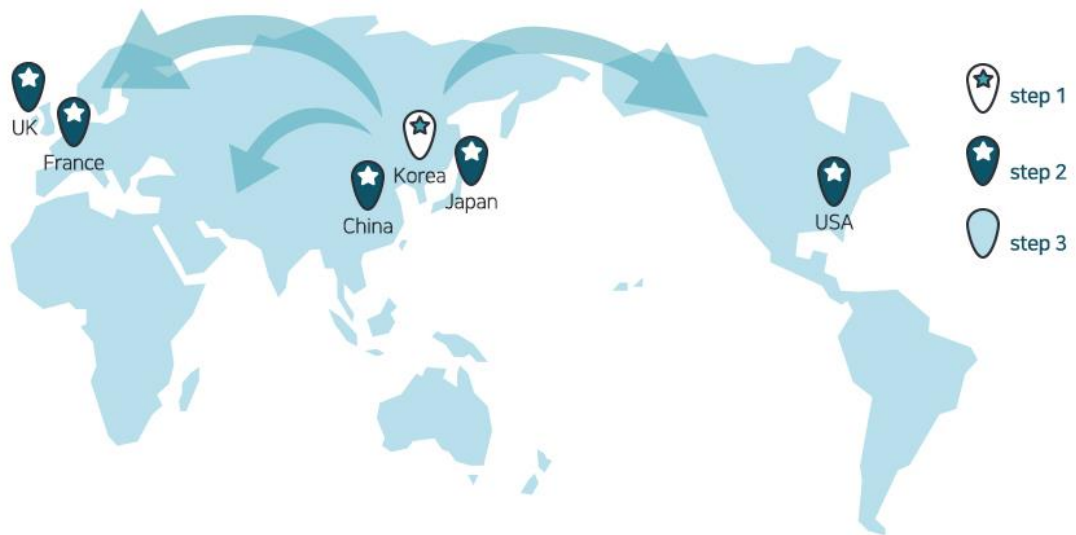 UK
France
Korea
China
Japan
USA
step 1
step 2
step 3